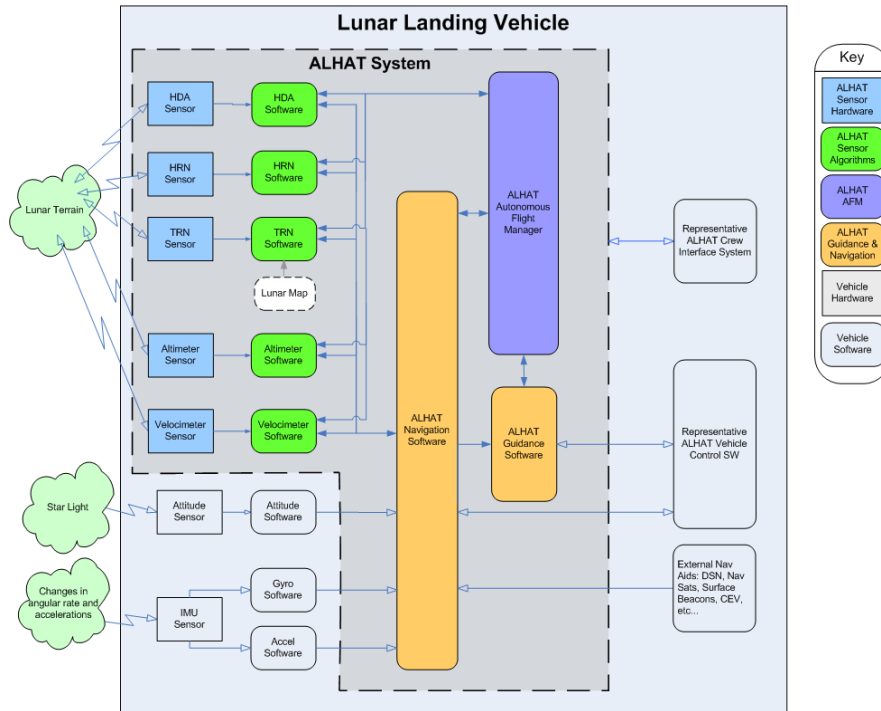 Lunar Landing Vehicle
ALHAT System
HDA
Sensor
HDA
Software
HRN
Sensor
HRN
Software
Lunar Terrain
TRN
Sensor
TRN
Software
Lunar Map
Altimeter
Sensor
Altimeter
Software
Velocimeter
Sensor
Velocimeter
Software
ALHAT
Navigation
Software
ALHAT
Autonomous
Flight
Manager
ALHAT
Guidance
Software
Representative
ALHAT Crew
Interface System
Representative
ALHAT Vehicle
Control SW
Star Light
Attitude
Sensor
Attitude
Software
Changes in
angular rate and
accelerations
IMU
Sensor
Gyro
Software
Accel
Software
External Nav
Aids: DSN, Nav
Sats, Surface
Beacons, CEV,
etc...
Key
ALHAT
Sensor
Hardware
ALHAT
Sensor
Algorithms
ALHAT
AFM
ALHAT
Guidance &
Navigation
Vehicle
Hardware
Vehicle
Software